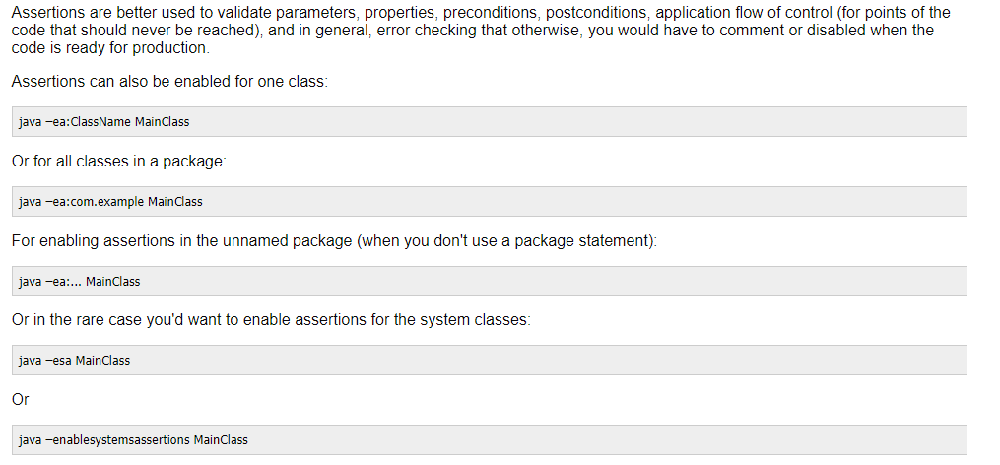 Assertions are better used to validate parameters, properties, preconditions, postconditions, application flow of control (for points of the
code that should never be reached), and in general, error checking that otherwise, you would have to comment or disabled when the
code is ready for production.
Assertions can also be enabled for one class:
java –ea:ClassName MainClass
Or for all classes in a package:
java –ea:com.example MainClass
For enabling assertions in the unnamed package (when you don't use a package statement):
java –ea:... MainClass
Or in the rare case you'd want to enable assertions for the system classes:
java –esa MainClass
Or
java –enablesystemsassertions MainClass